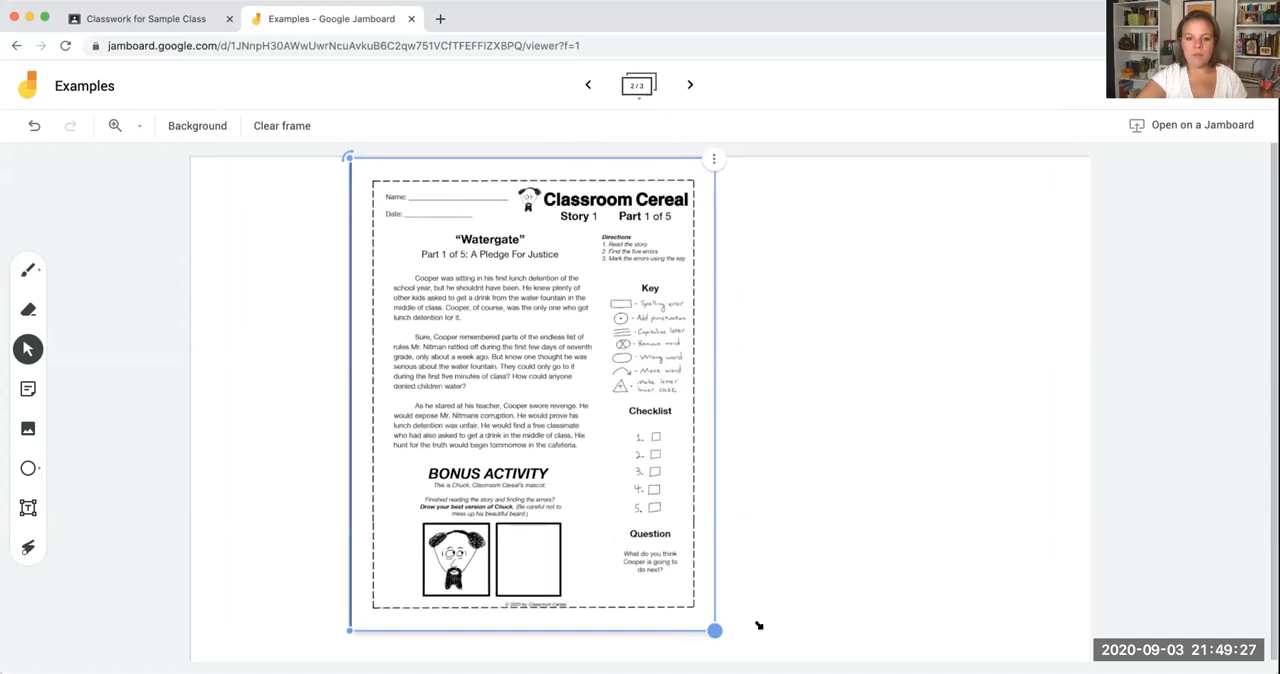 Classwork for Sample Class
Examples - Google Jamboard
jamboard.google.com/d/1JNnpH30AWwUwrNcuAvkuB6C2qw751VCfTFEFFlZX8PQ/viewer?f=1
Examples
2/3
Background
Clear frame
Open on a Jamboard
Name:
Date:
Classroom Cereal
Story 1 Part 1 of 5
"Watergate"
Part 1 of 5: A Pledge For Justice
Cooper was sitting in his first lunch detention of the
school year, but he shouldnt have been. He knew plenty of
other kids asked to get a drink from the water fountain in the
middle of class. Cooper, of course, was the only one who got
lunch detention for it.
Sure, Cooper remembered parts of the endless list of
rules Mr. Nitman rattled off during the first few days of seventh
grade, only about a week ago. But know one thought he was
serious about the water fountain. They could only go to it
during the first five minutes of class? How could anyone
denied children water?
As he stared at his teacher, Cooper swore revenge. He
would expose Mr. Nitmans corruption. He would prove his
lunch detention was unfair. He would find a free classmate
who had also asked to get a drink in the middle of class. His
hunt for the truth would begin tommorrow in the cafeteria.
BONUS ACTIVITY
This is Chuck, Classroom Cereal's mascot.
Finished reading the story and finding the errors?
Draw your best version of Chuck. (Be careful not to
mess up his beautiful beard.)
© 2020 by Classroom Cereal
Directions
1. Read the story
2. Find the five errors
3. Mark the errors using the key
Key
- Spelling error
- Add punctuation
- Capitalize letter
- Remove word
- Wrong word
- Move word
- Make letter
lower case
Checklist
1.
2.
3.
4.
5.
Question
What do you think
Cooper is going to
do next?
2020-09-03 21:49:27